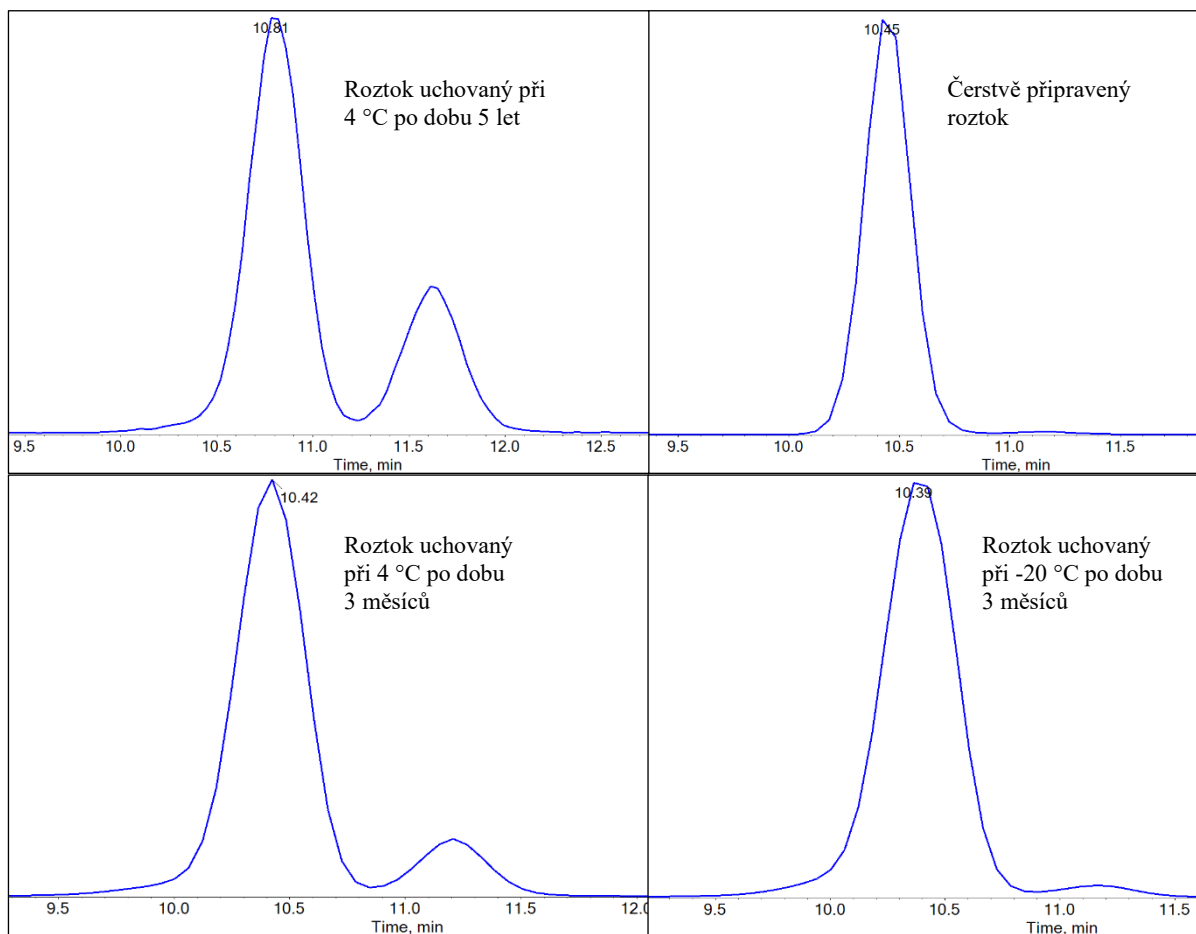 10.81
Roztok uchovaný při
4 °C po dobu 5 let
9.5 10.0 10.5 11.0 11.5 12.0 12.5
Time, min
10.45
Čerstvě připravený
roztok
9.5 10.0 10.5 11.0 11.5
Time, min
10.42
Roztok uchovaný
při 4 °C po dobu
3 měsíců
9.5 10.0 10.5 11.0 11.5 12.0
Time, min
10.39
Roztok uchovaný
při -20 °C po dobu
3 měsíců
9.5 10.0 10.5 11.0 11.5
Time, min